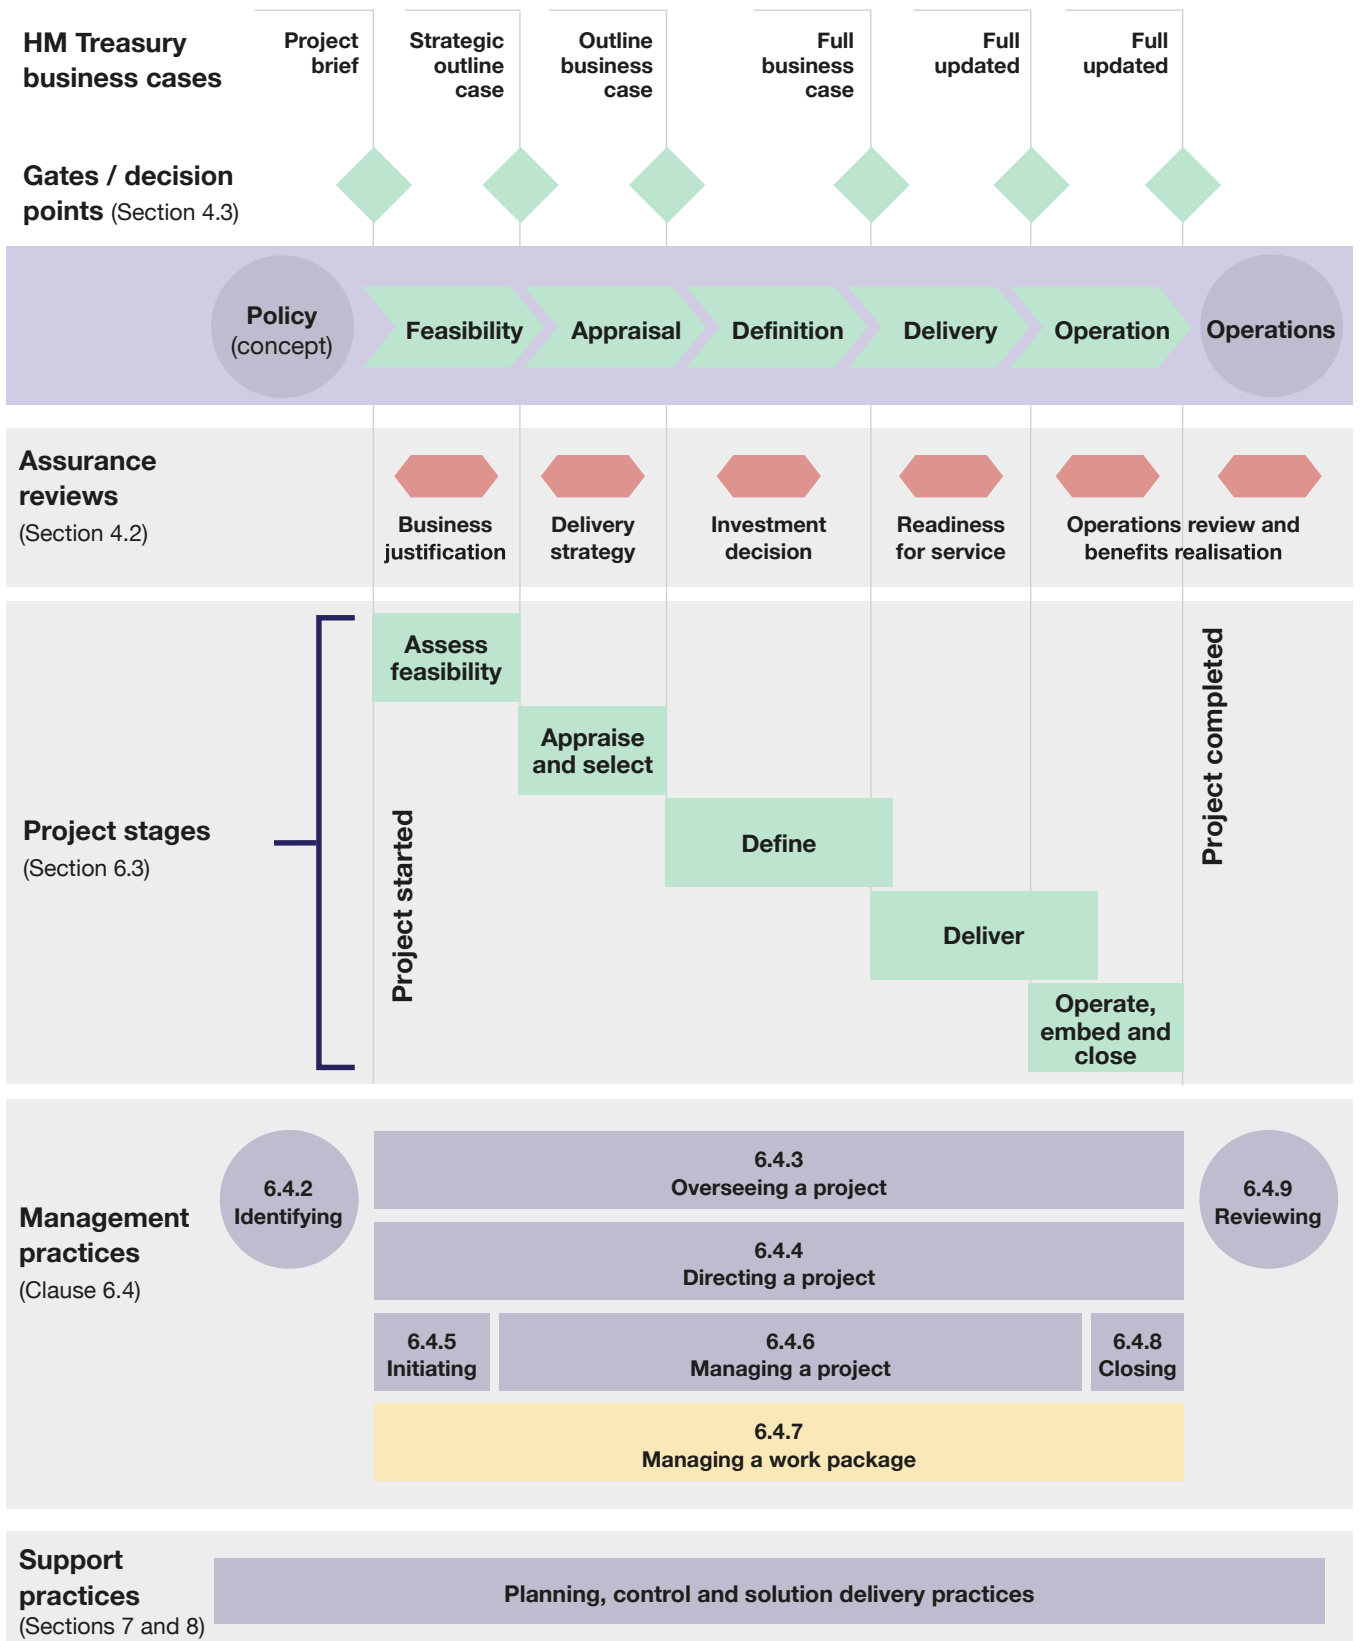 HM Treasury
business cases
Project
brief
Strategic
outline
case
Outline
business
case
Full
business
case
Full
updated
Full
updated
Gates / decision
points (Section 4.3)
Policy
(concept)
Feasibility
Appraisal
Definition
Delivery
Operation
Operations
Assurance
reviews
(Section 4.2)
Business
justification
Delivery
strategy
Investment
decision
Readiness
for service
Operations review and
benefits realisation
Project stages
(Section 6.3)
Project started
Assess
feasibility
Appraise
and select
Define
Deliver
Operate,
embed and
close
Project completed
Management
practices
(Clause 6.4)
6.4.2
Identifying
6.4.3
Overseeing a project
6.4.4
Directing a project
6.4.5
Initiating
6.4.6
Managing a project
6.4.8
Closing
6.4.7
Managing a work package
6.4.9
Reviewing
Support
practices
(Sections 7 and 8)
Planning, control and solution delivery practices